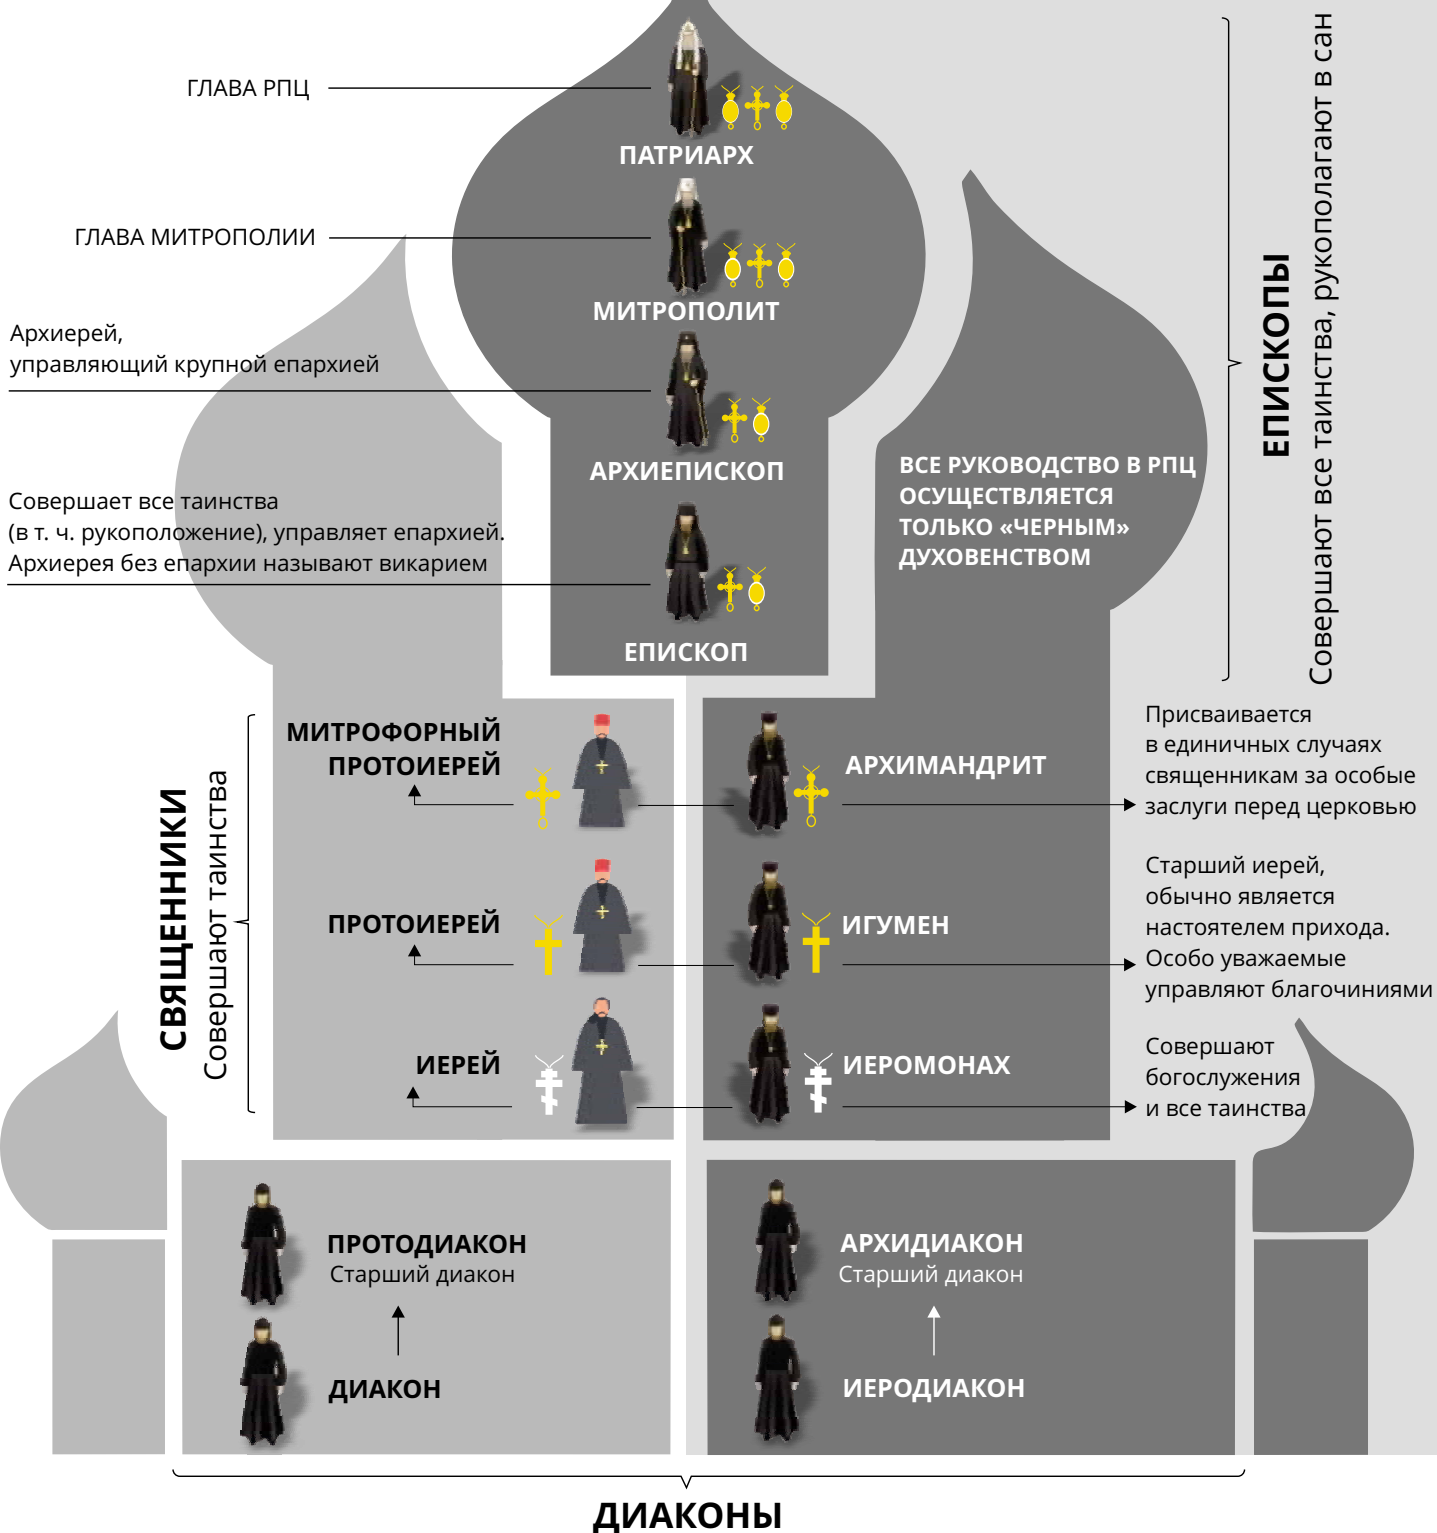 ГЛАВА РПЦ
ПАТРИАРХ
ГЛАВА МИТРОПОЛИИ
МИТРОПОЛИТ
Архиерей,
управляющий крупной епархией
АРХИЕПИСКОП
Совершает все таинства
(в т. ч. рукоположение), управляет епархией.
Архиерея без епархии называют викарием
ЕПИСКОП
ВСЕ РУКОВОДСТВО В РПЦ
ОСУЩЕСТВЛЯЕТСЯ
ТОЛЬКО «ЧЕРНЫМ»
ДУХОВЕНСТВОМ
ЕПИСКОПЫ
Совершают все таинства, рукополагают в сан
СВЯЩЕННИКИ
Совершают таинства
МИТРОФОРНЫЙ
ПРОТОИЕРЕЙ
АРХИМАНДРИТ
Присваивается
в единичных случаях
священникам за особые
заслуги перед церковью
ПРОТОИЕРЕЙ
ИГУМЕН
Старший иерей,
обычно является
настоятелем прихода.
Особо уважаемые
управляют благочиниями
ИЕРЕЙ
ИЕРОМОНАХ
Совершают
богослужения
и все таинства
ПРОТОДИАКОН
Старший диакон
ДИАКОН
АРХИДИАКОН
Старший диакон
ИЕРОДИАКОН
ДИАКОНЫ